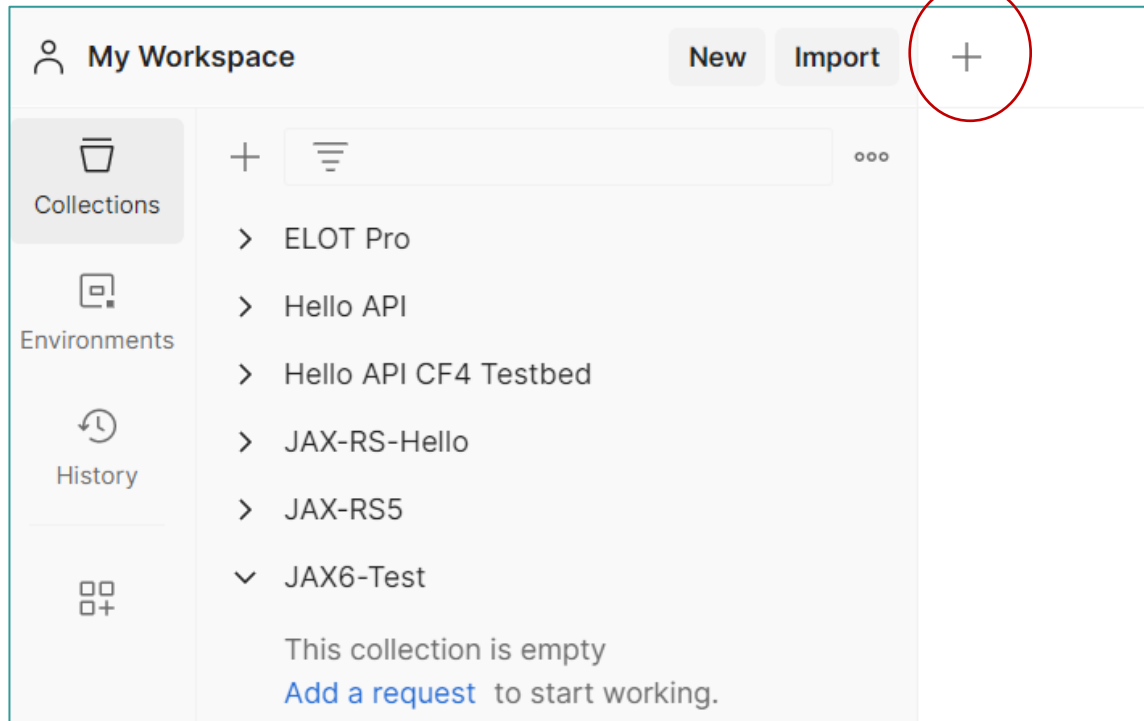 My Workspace
New
Import
Collections
Environments
History
ELOT Pro
Hello API
Hello API CF4 Testbed
JAX-RS-Hello
JAX-RS5
JAX6-Test
This collection is empty
Add a request to start working.